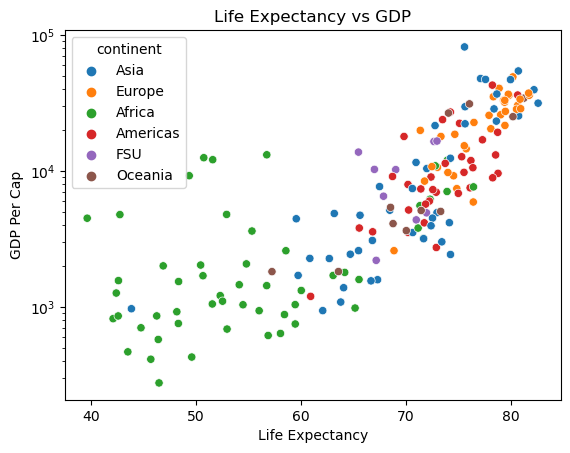 Life Expectancy vs GDP
10⁵
continent
Asia
Europe
Africa
Americas
FSU
Oceania
10⁴
GDP Per Cap
10³
40 50 60 70 80
Life Expectancy